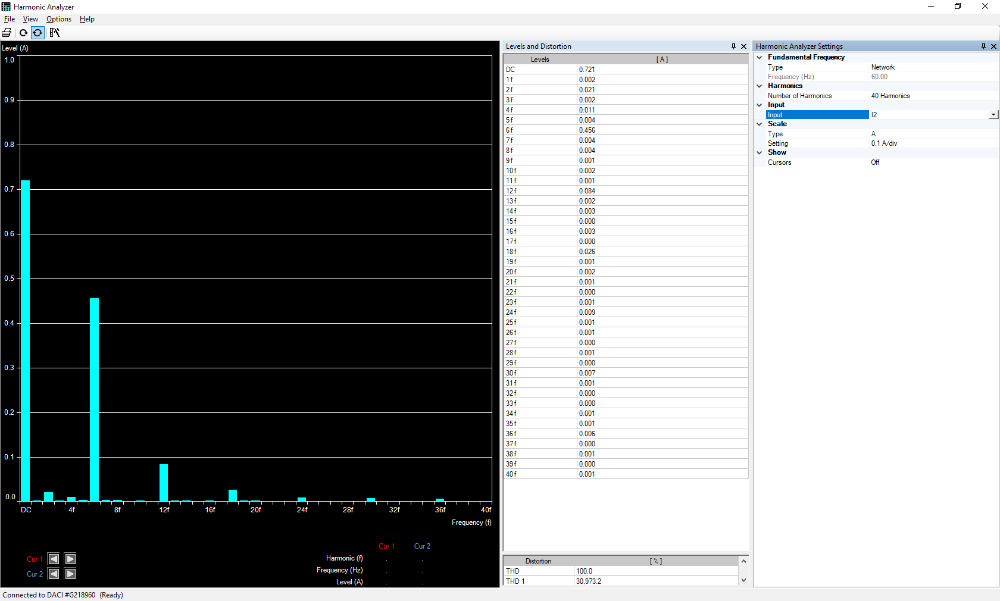 Harmonic Analyzer
File View Options Help
Level (A)
1.0
0.9
0.8
0.7
0.6
0.5
0.4
0.3
0.2
0.1
0.0
DC 4f 8f 12f 16f 20f 24f 28f 32f 36f 40f
Frequency (f)
Cur 1 Cur 2
Cur 1
Cur 2
Harmonic (f) . .
Frequency (Hz) . .
Level (A) . .
Levels and Distortion
Levels [ A ]
DC 0.721
1f 0.002
2f 0.021
3f 0.002
4f 0.011
5f 0.004
6f 0.456
7f 0.004
8f 0.004
9f 0.001
10f 0.002
11f 0.001
12f 0.084
13f 0.002
14f 0.003
15f 0.000
16f 0.003
17f 0.000
18f 0.026
19f 0.001
20f 0.002
21f 0.001
22f 0.000
23f 0.001
24f 0.009
25f 0.001
26f 0.001
27f 0.000
28f 0.001
29f 0.000
30f 0.007
31f 0.001
32f 0.000
33f 0.000
34f 0.001
35f 0.001
36f 0.006
37f 0.000
38f 0.001
39f 0.000
40f 0.001
Distortion [ % ]
THD 100.0
THD 1 30,973.2
Harmonic Analyzer Settings
Fundamental Frequency
Type Network
Frequency (Hz) 60.00
Harmonics
Number of Harmonics 40 Harmonics
Input
Input I2
Scale
Type A
Setting 0.1 A/div
Show
Cursors Off
Connected to DACI #G218960 (Ready)